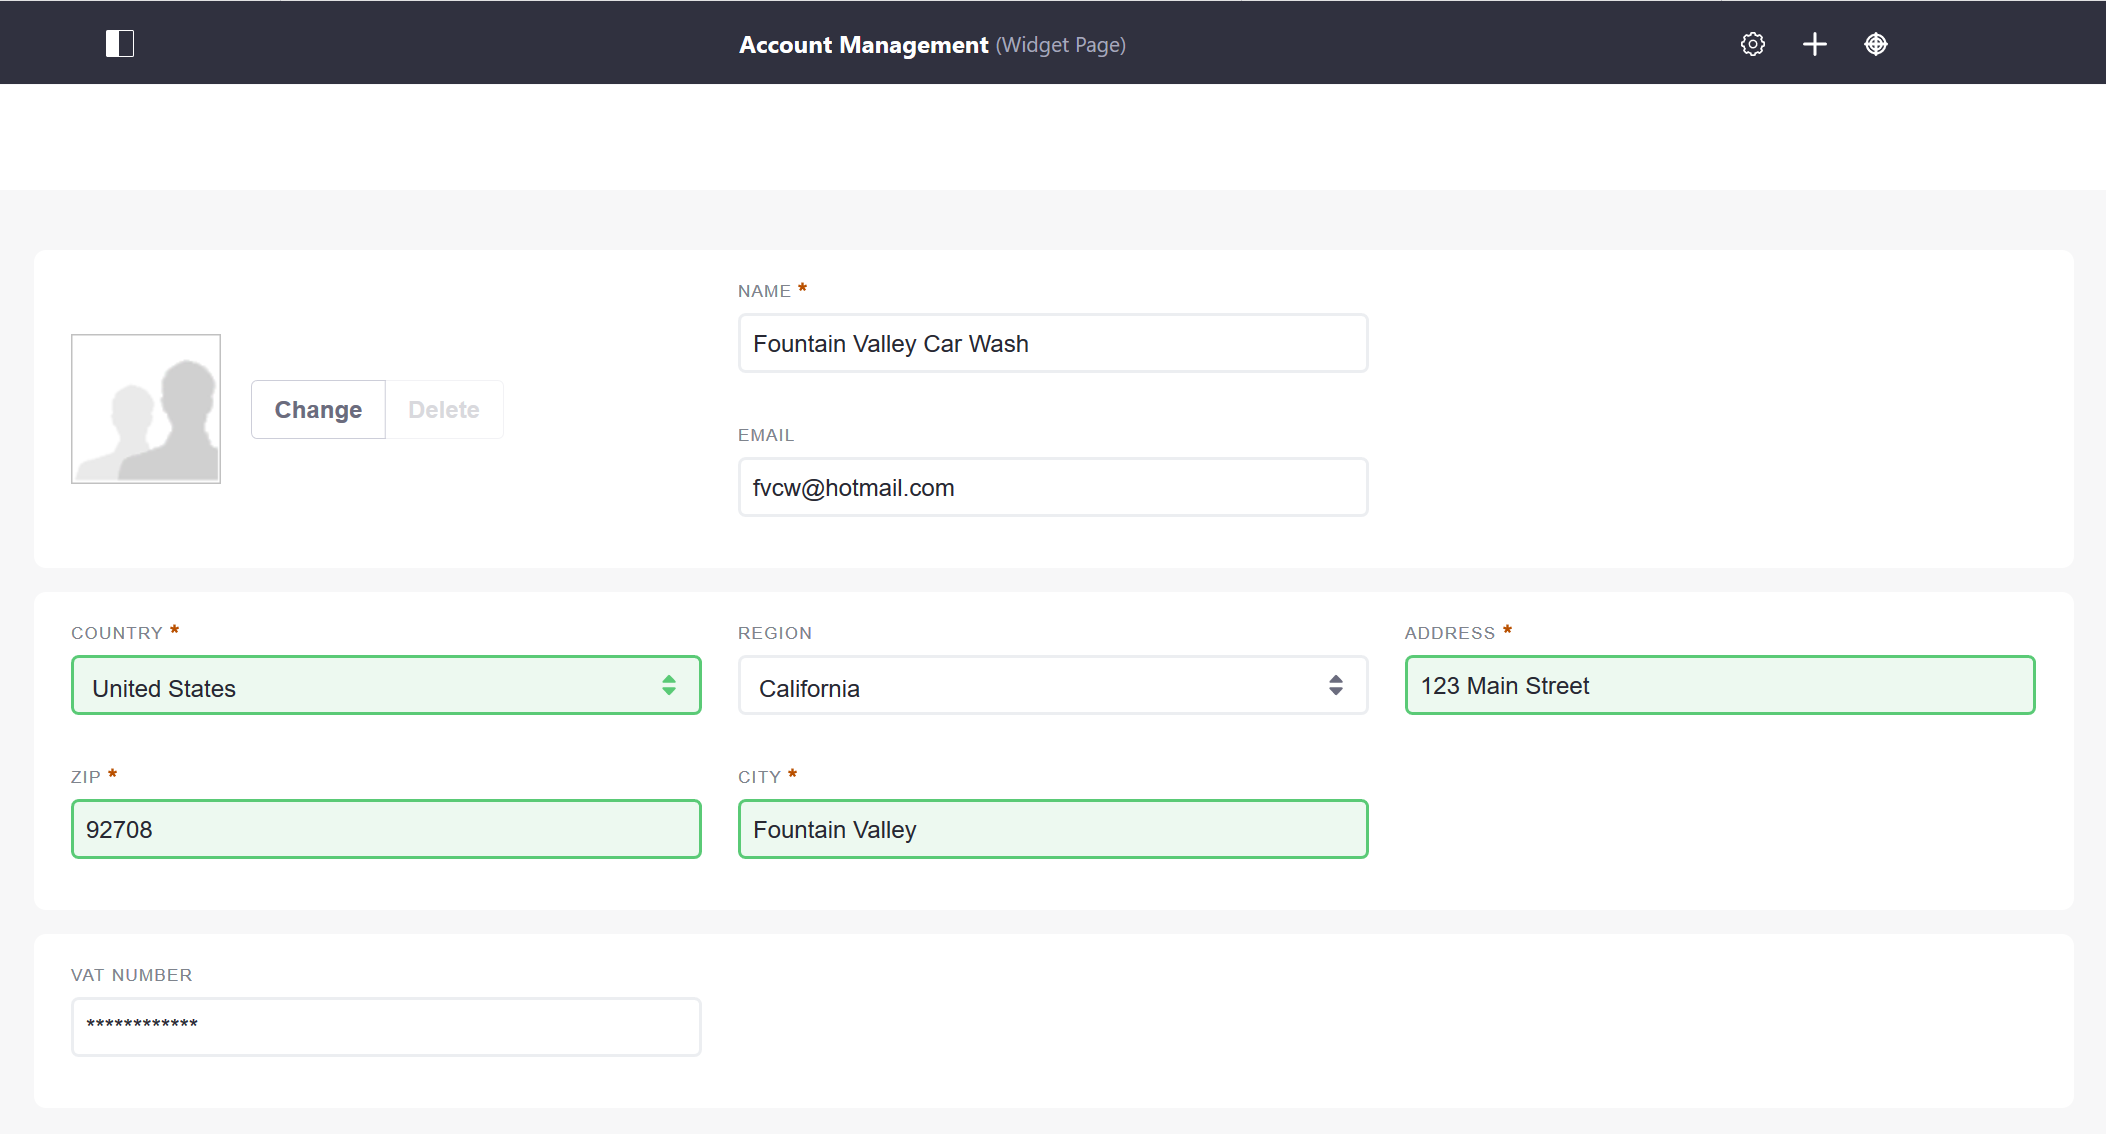 Account Management (Widget Page)
NAME *
Fountain Valley Car Wash
Change Delete
EMAIL
fvcw@hotmail.com
COUNTRY * REGION ADDRESS *
United States California 123 Main Street
ZIP * CITY *
92708 Fountain Valley
VAT NUMBER
************